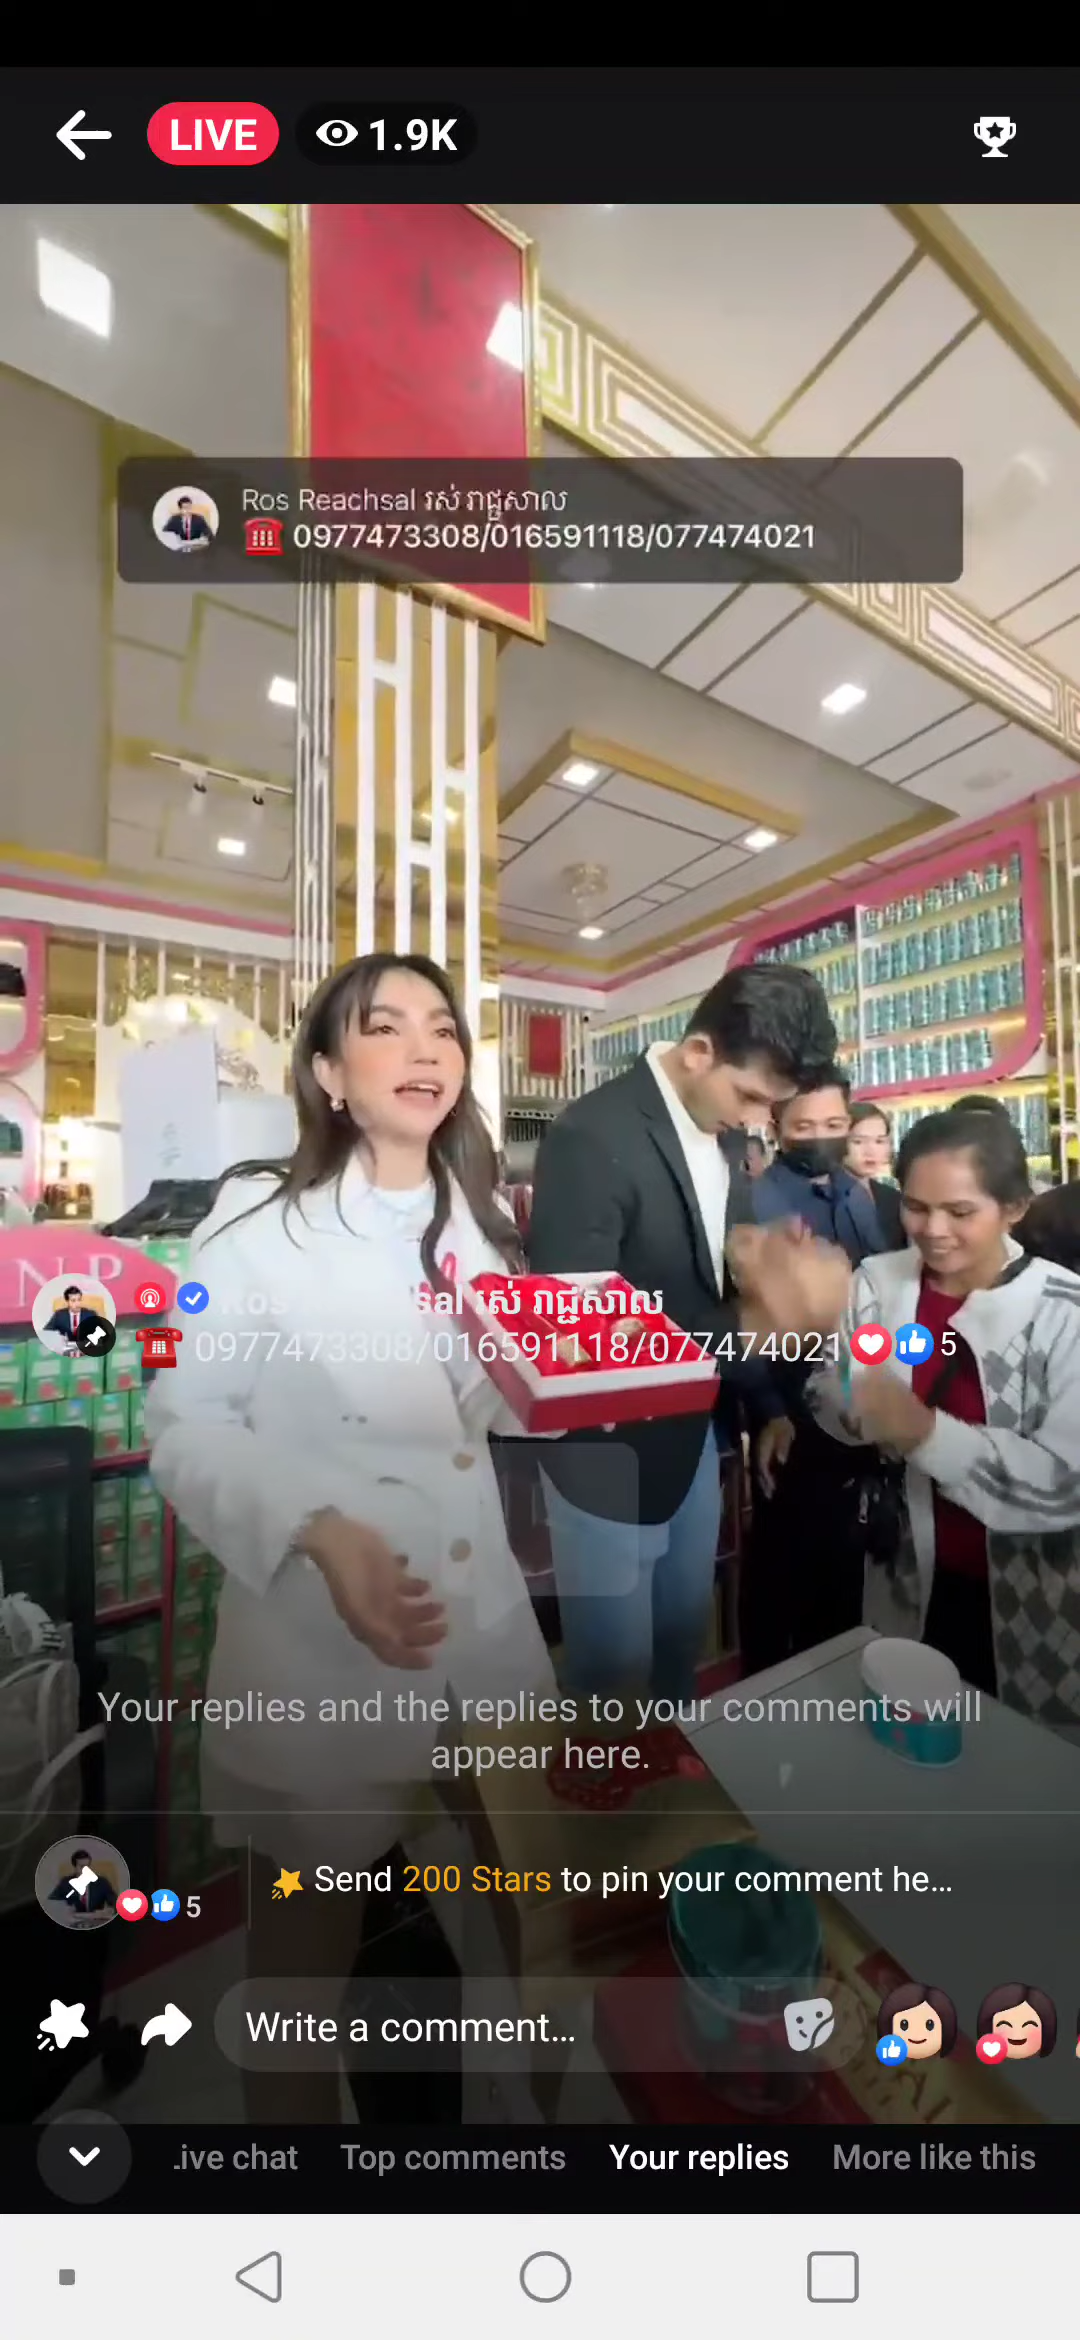 LIVE
1.9K
Ros Reachsal រស់ រាជ្ជសាល
0977473308/016591118/077474021
NP
Ros Reachsal រស់ រាជ្ជសាល
0977473308/016591118/077474021 5
Your replies and the replies to your comments will
appear here.
5
Send 200 Stars to pin your comment he...
Write a comment...
ive chat
Top comments
Your replies
More like this